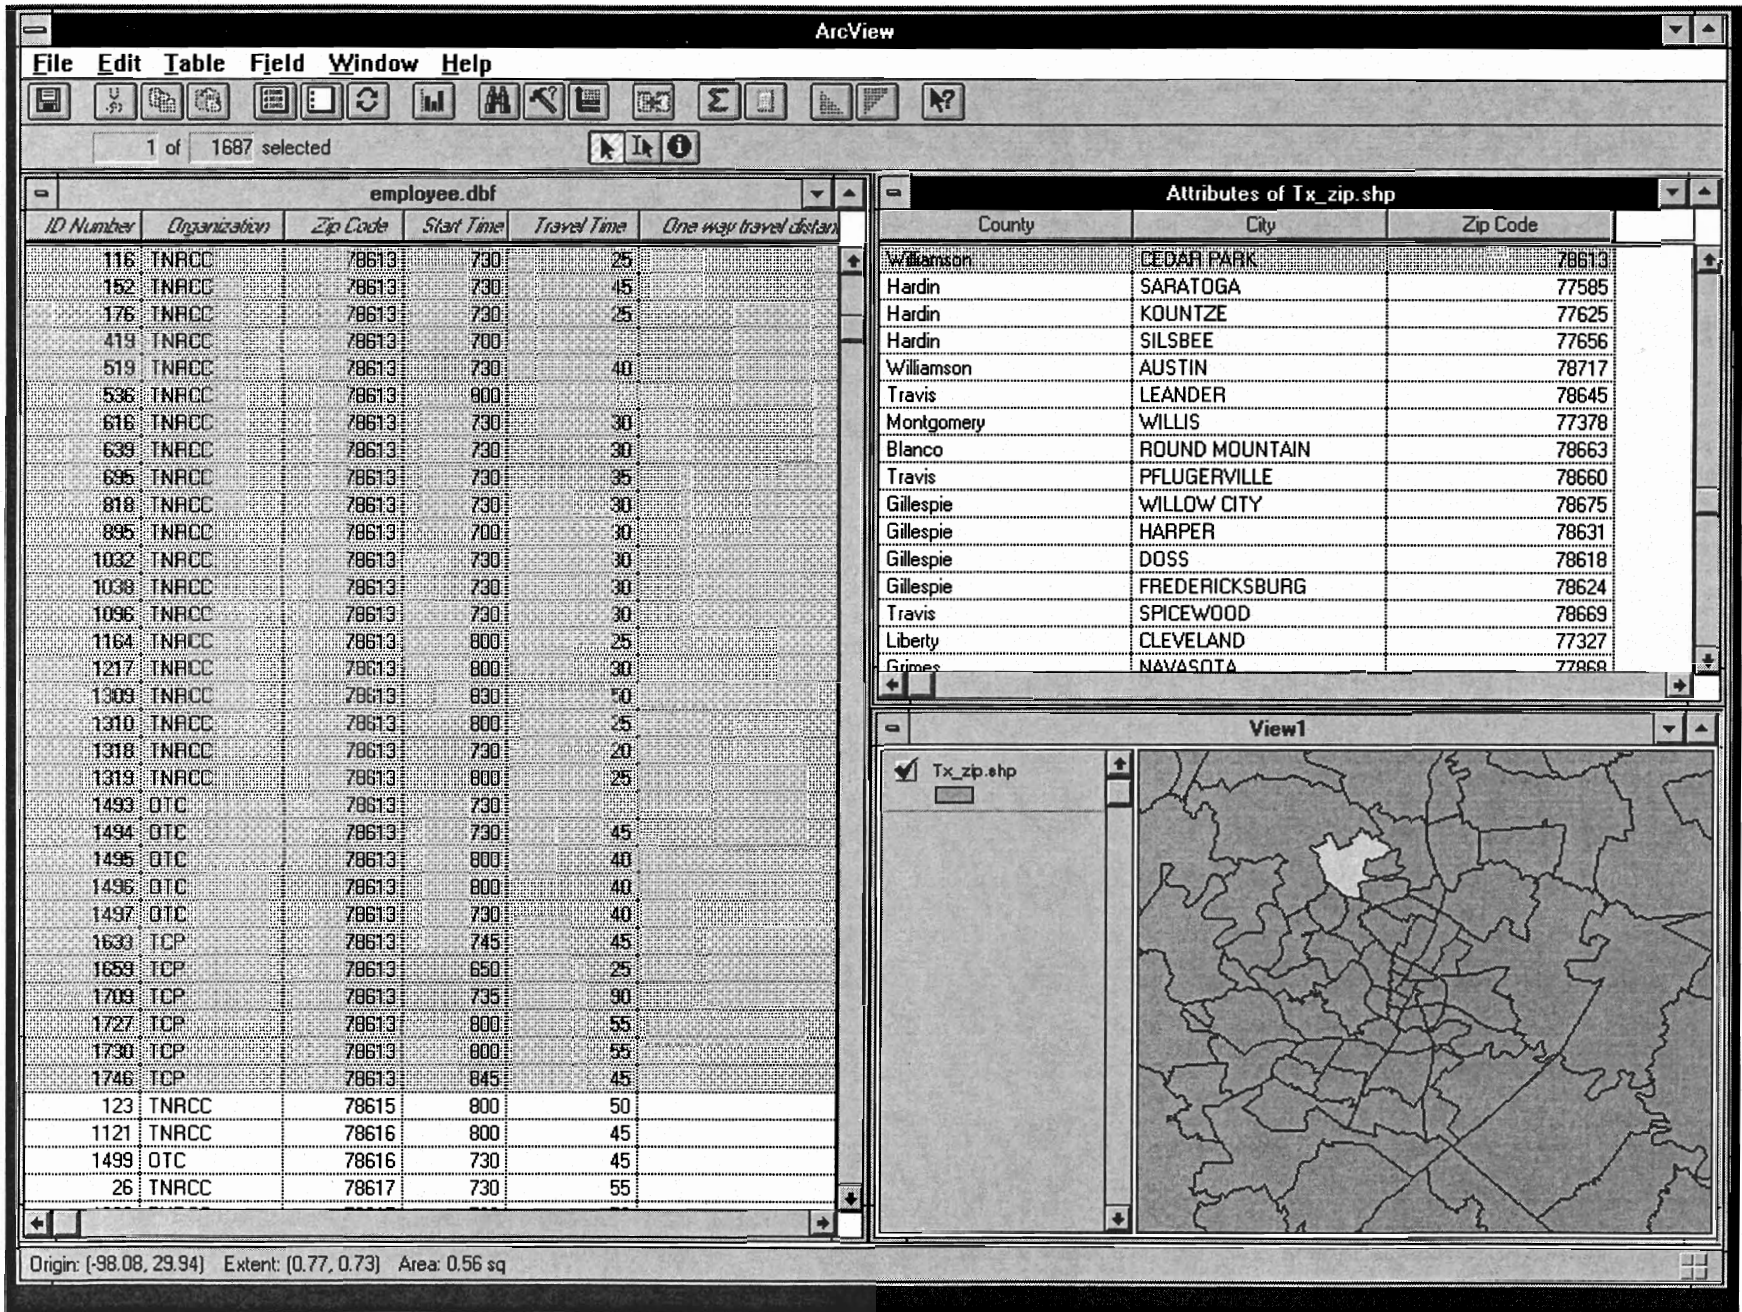 ArcView
File Edit Table Field Window Help
1 of 1687 selected
employee.dbf
ID Number Organization Zip Code Start Time Travel Time One way travel distan
116 TNRCC 78613 730 25
152 TNRCC 78613 730 45
176 TNRCC 78613 730 25
419 TNRCC 78613 700
519 TNRCC 78613 730 40
536 TNRCC 78613 800
616 TNRCC 78613 730 30
639 TNRCC 78613 730 30
695 TNRCC 78613 730 35
818 TNRCC 78613 730 30
895 TNRCC 78613 700 30
1032 TNRCC 78613 730 30
1038 TNRCC 78613 730 30
1096 TNRCC 78613 730 30
1164 TNRCC 78613 800 25
1217 TNRCC 78613 800 30
1309 TNRCC 78613 830
1310 TNRCC 78613 800 25
1318 TNRCC 78613 730 20
1319 TNRCC 78613 800 25
1493 OTC 78613 730
1494 OTC 78613 730 45
1495 OTC 78613 800 40
1496 OTC 78613 800 40
1497 OTC 78613 730 40
1633 TCP 78613 745 45
1659 TCP 78613 650 25
1709 TCP 78613 735 90
1727 TCP 78613 800 55
1730 TCP 78613 800 55
1746 TCP 78613 845 45
123 TNRCC 78615 800 50
1121 TNRCC 78616 800 45
1499 OTC 78616 730 45
26 TNRCC 78617 730 55
Attributes of Tx_zip.shp
County City Zip Code
Williamson CEDAR PARK 78613
Hardin SARATOGA 77585
Hardin KOUNTZE 77625
Hardin SILSBEE 77656
Williamson AUSTIN 78717
Travis LEANDER 78645
Montgomery WILLIS 77378
Blanco ROUND MOUNTAIN 78663
Travis PFLUGERVILLE 78660
Gillespie WILLOW CITY 78675
Gillespie HARPER 78631
Gillespie DOSS 78618
Gillespie FREDERICKSBURG 78624
Travis SPICEWOOD 78669
Liberty CLEVELAND 77327
Grimes NAVASOTA 77868
View1
Tx_zip.shp
Origin: (-98.08, 29.94) Extent: (0.77, 0.73) Area: 0.56 sq